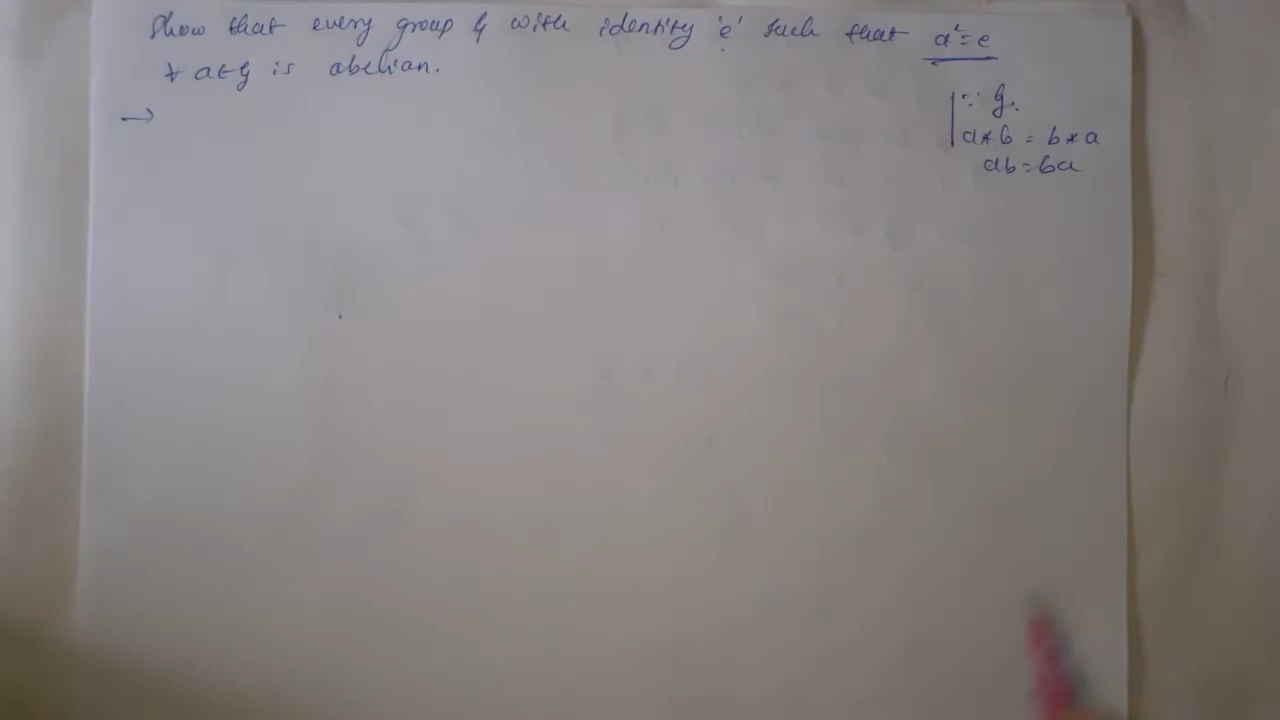 Show that every group G with identity 'e' such that a² = e
∀ a ∈ G is abelian.
→
∵ G.
a * b = b * a
ab = ba